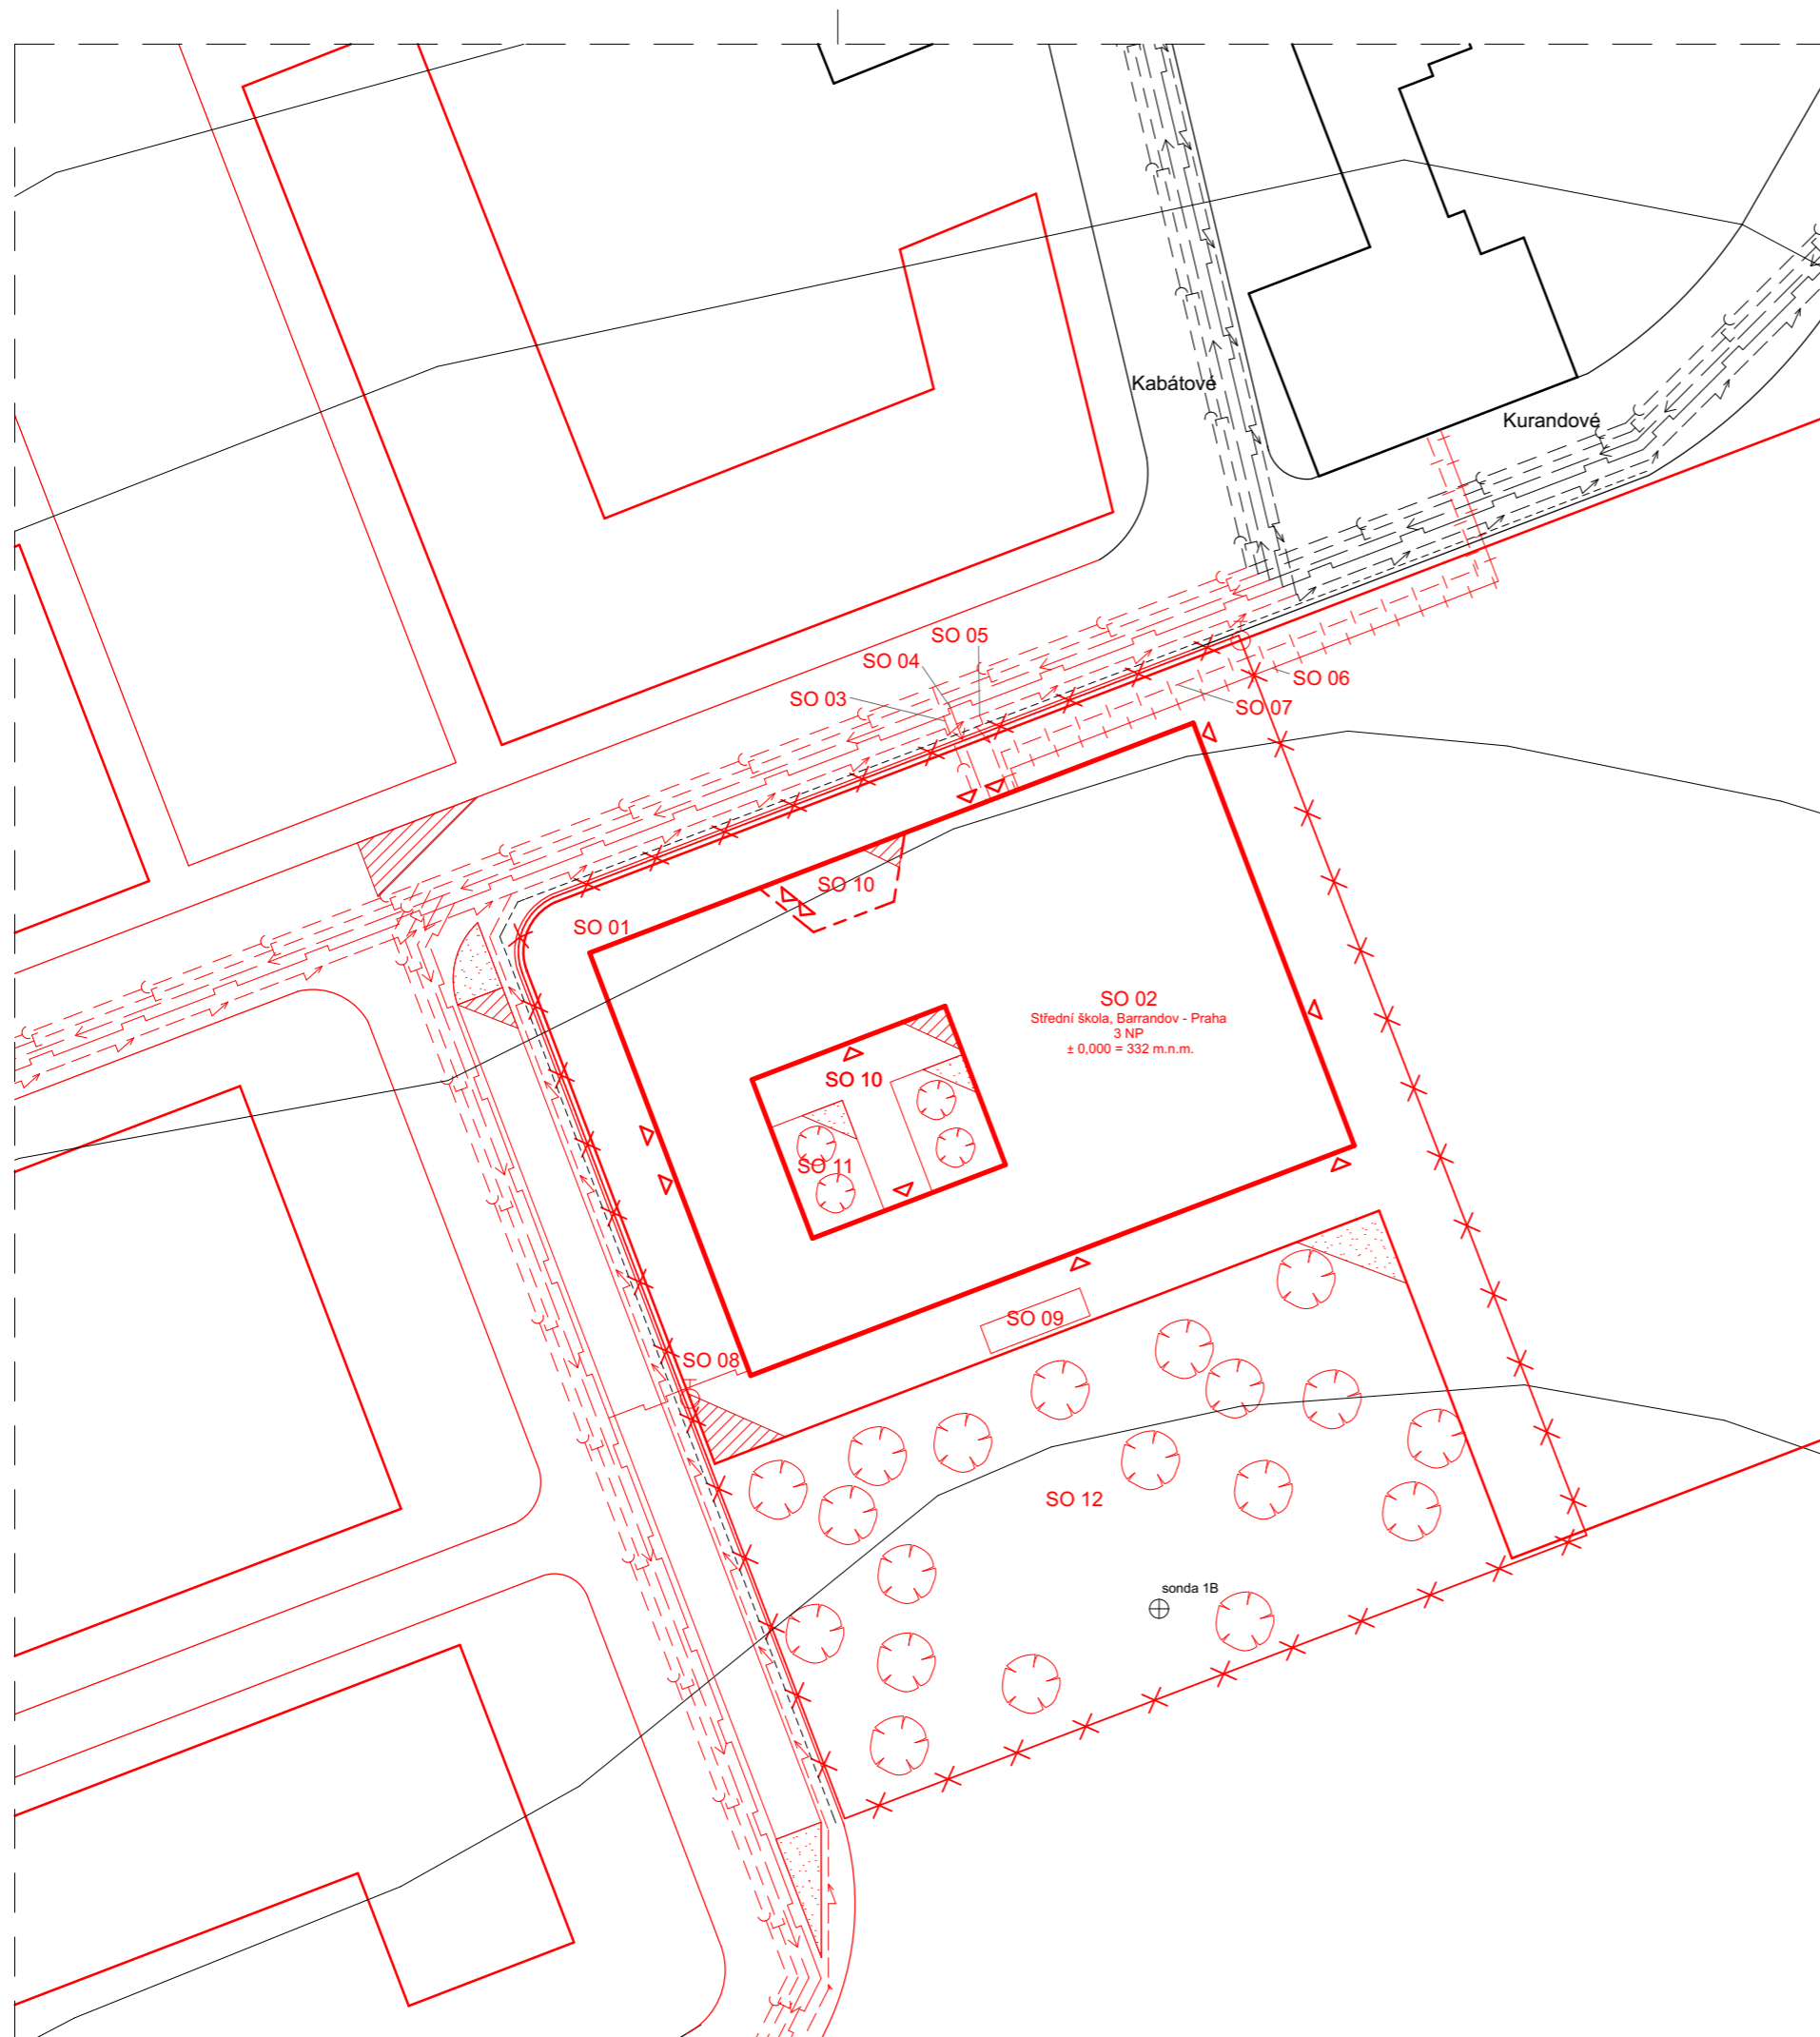 Kabátové
Kurandové
SO 05
SO 04
SO 03
SO 06
SO 07
SO 10
SO 01
SO 02
Střední škola, Barrandov - Praha
3 NP
± 0,000 = 332 m.n.m.
SO 10
SO 11
SO 09
SO 08
SO 12
sonda 1B